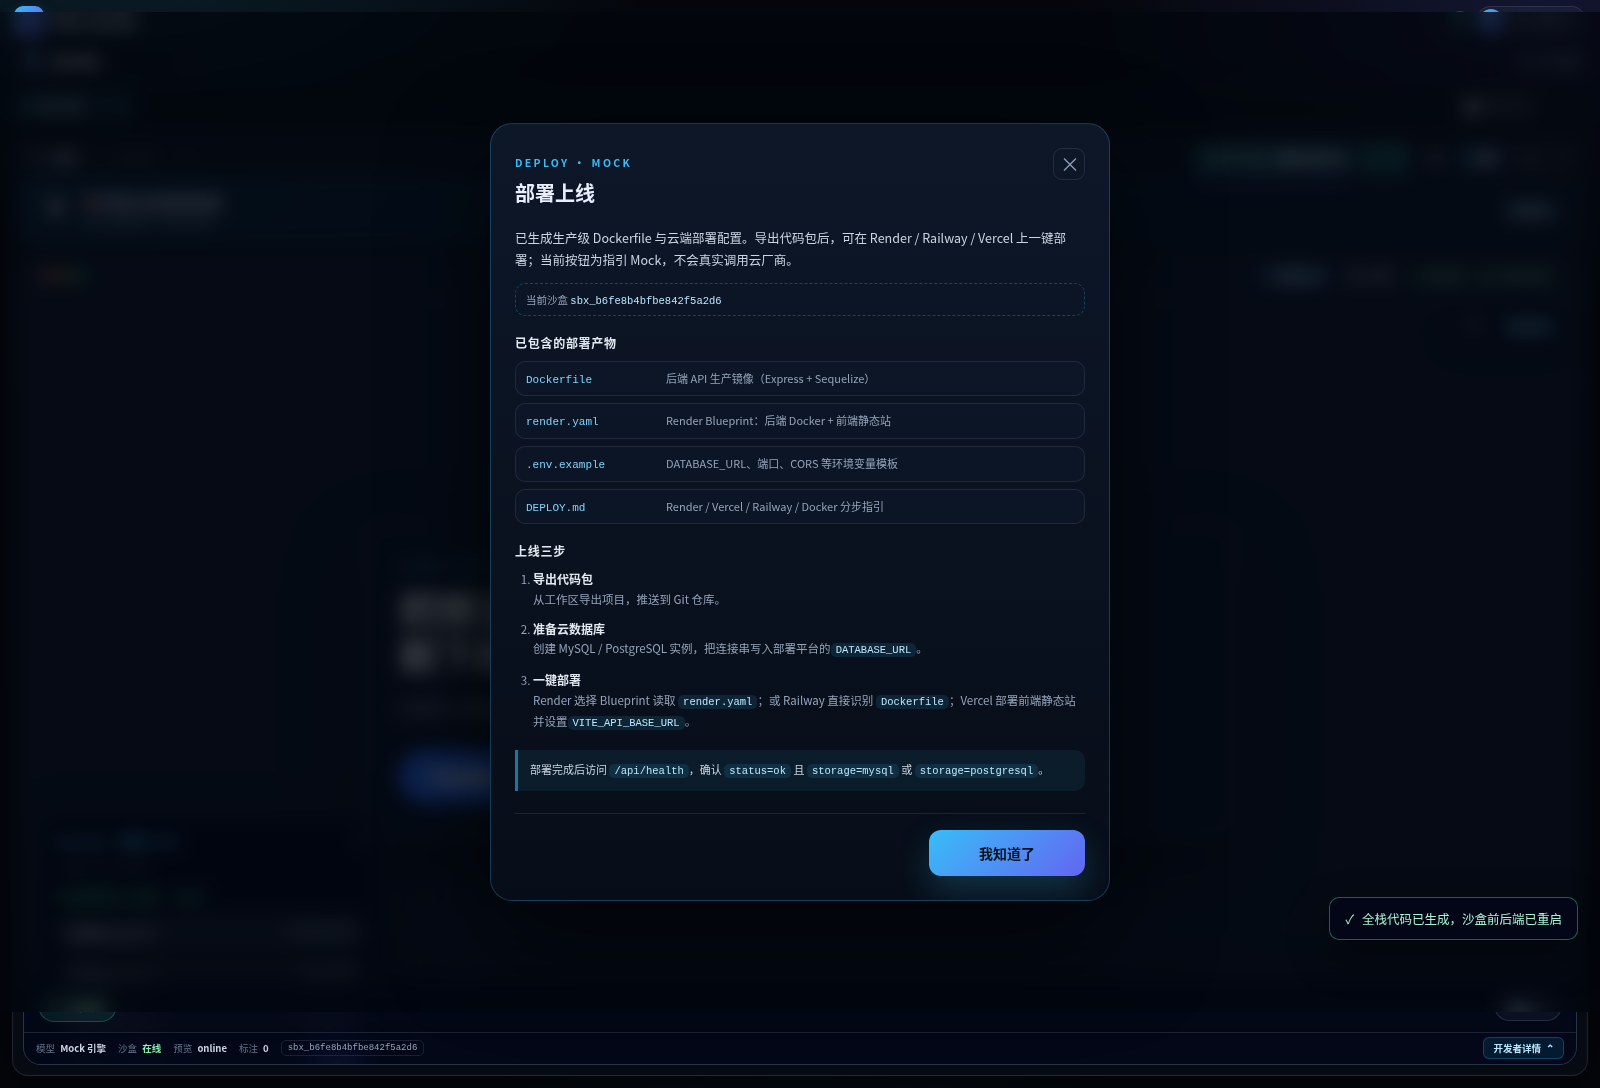 DEPLOY · MOCK
部署上线
已生成生产级 Dockerfile 与云端部署配置。导出代码包后，可在 Render / Railway / Vercel 上一键部
署；当前按钮为指引 Mock，不会真实调用云厂商。
当前沙盒 sbx_b6fe8b4bfbe842f5a2d6
已包含的部署产物
Dockerfile 后端 API 生产镜像（Express + Sequelize）
render.yaml Render Blueprint：后端 Docker + 前端静态站
.env.example DATABASE_URL、端口、CORS 等环境变量模板
DEPLOY.md Render / Vercel / Railway / Docker 分步指引
上线三步
1. 导出代码包
从工作区导出项目，推送到 Git 仓库。
2. 准备云数据库
创建 MySQL / PostgreSQL 实例，把连接串写入部署平台的 DATABASE_URL 。
3. 一键部署
Render 选择 Blueprint 读取 render.yaml ；或 Railway 直接识别 Dockerfile ；Vercel 部署前端静态站
并设置 VITE_API_BASE_URL 。
部署完成后访问 /api/health ，确认 status=ok 且 storage=mysql 或 storage=postgresql 。
我知道了
✓ 全栈代码已生成，沙盒前后端已重启
模型 Mock 引擎 沙盒 在线 预览 online 标注 0 sbx_b6fe8b4bfbe842f5a2d6 开发者详情 ⌃